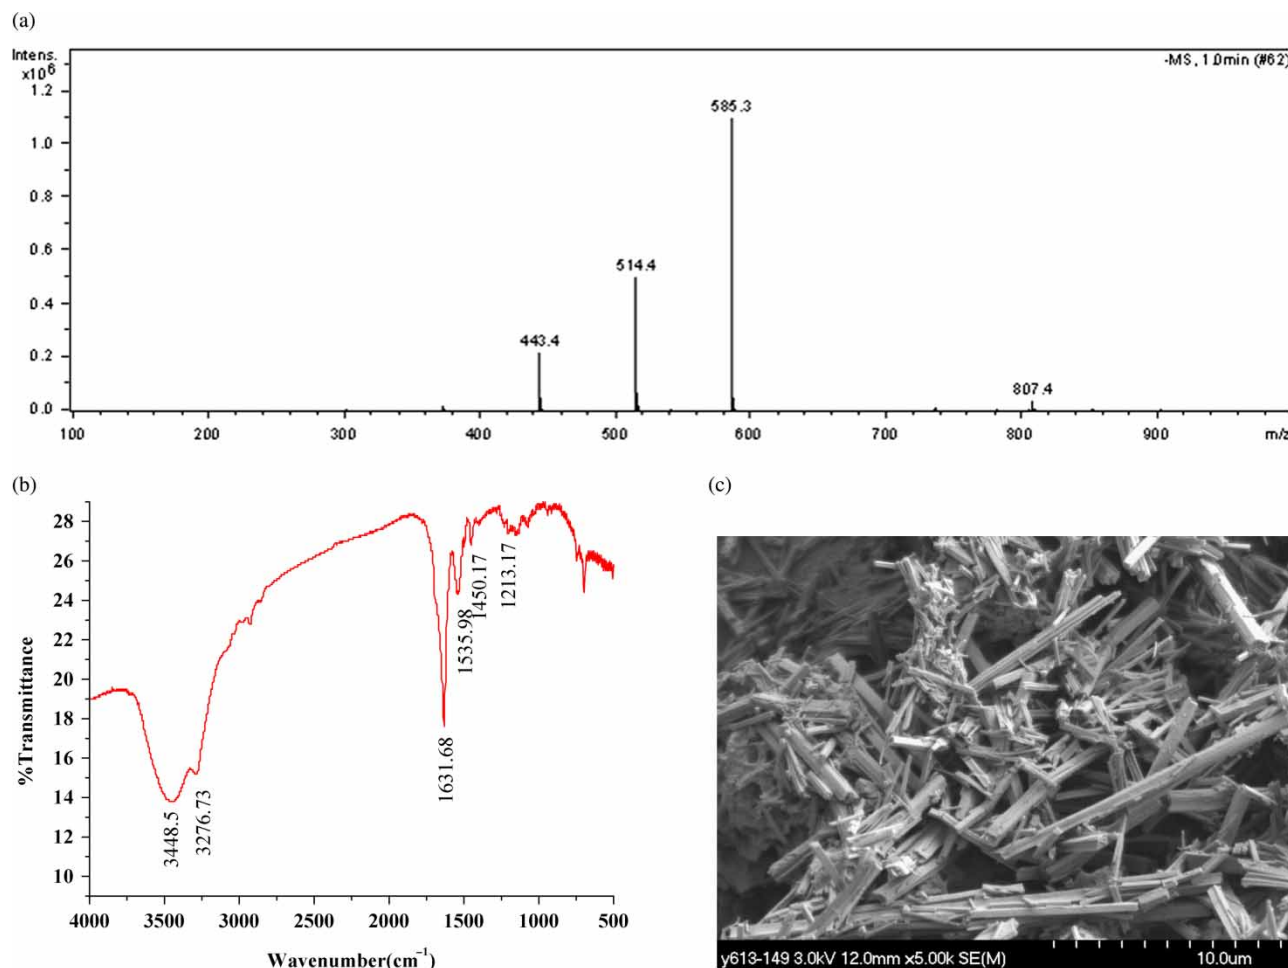 (a)
Intens.
x10⁶
-MS, 1.0min (#62)
1.2
1.0
0.8
0.6
0.4
0.2
0.0
585.3
514.4
443.4
807.4
100 200 300 400 500 600 700 800 900 m/z
(b)
%Transmittance
28
26
24
22
20
18
16
14
12
10
3448.5
3276.73
1631.68
1535.98
1450.17
1213.17
4000 3500 3000 2500 2000 1500 1000 500
Wavenumber(cm⁻¹)
(c)
y613-149 3.0kV 12.0mm x5.00k SE(M) 10.0um